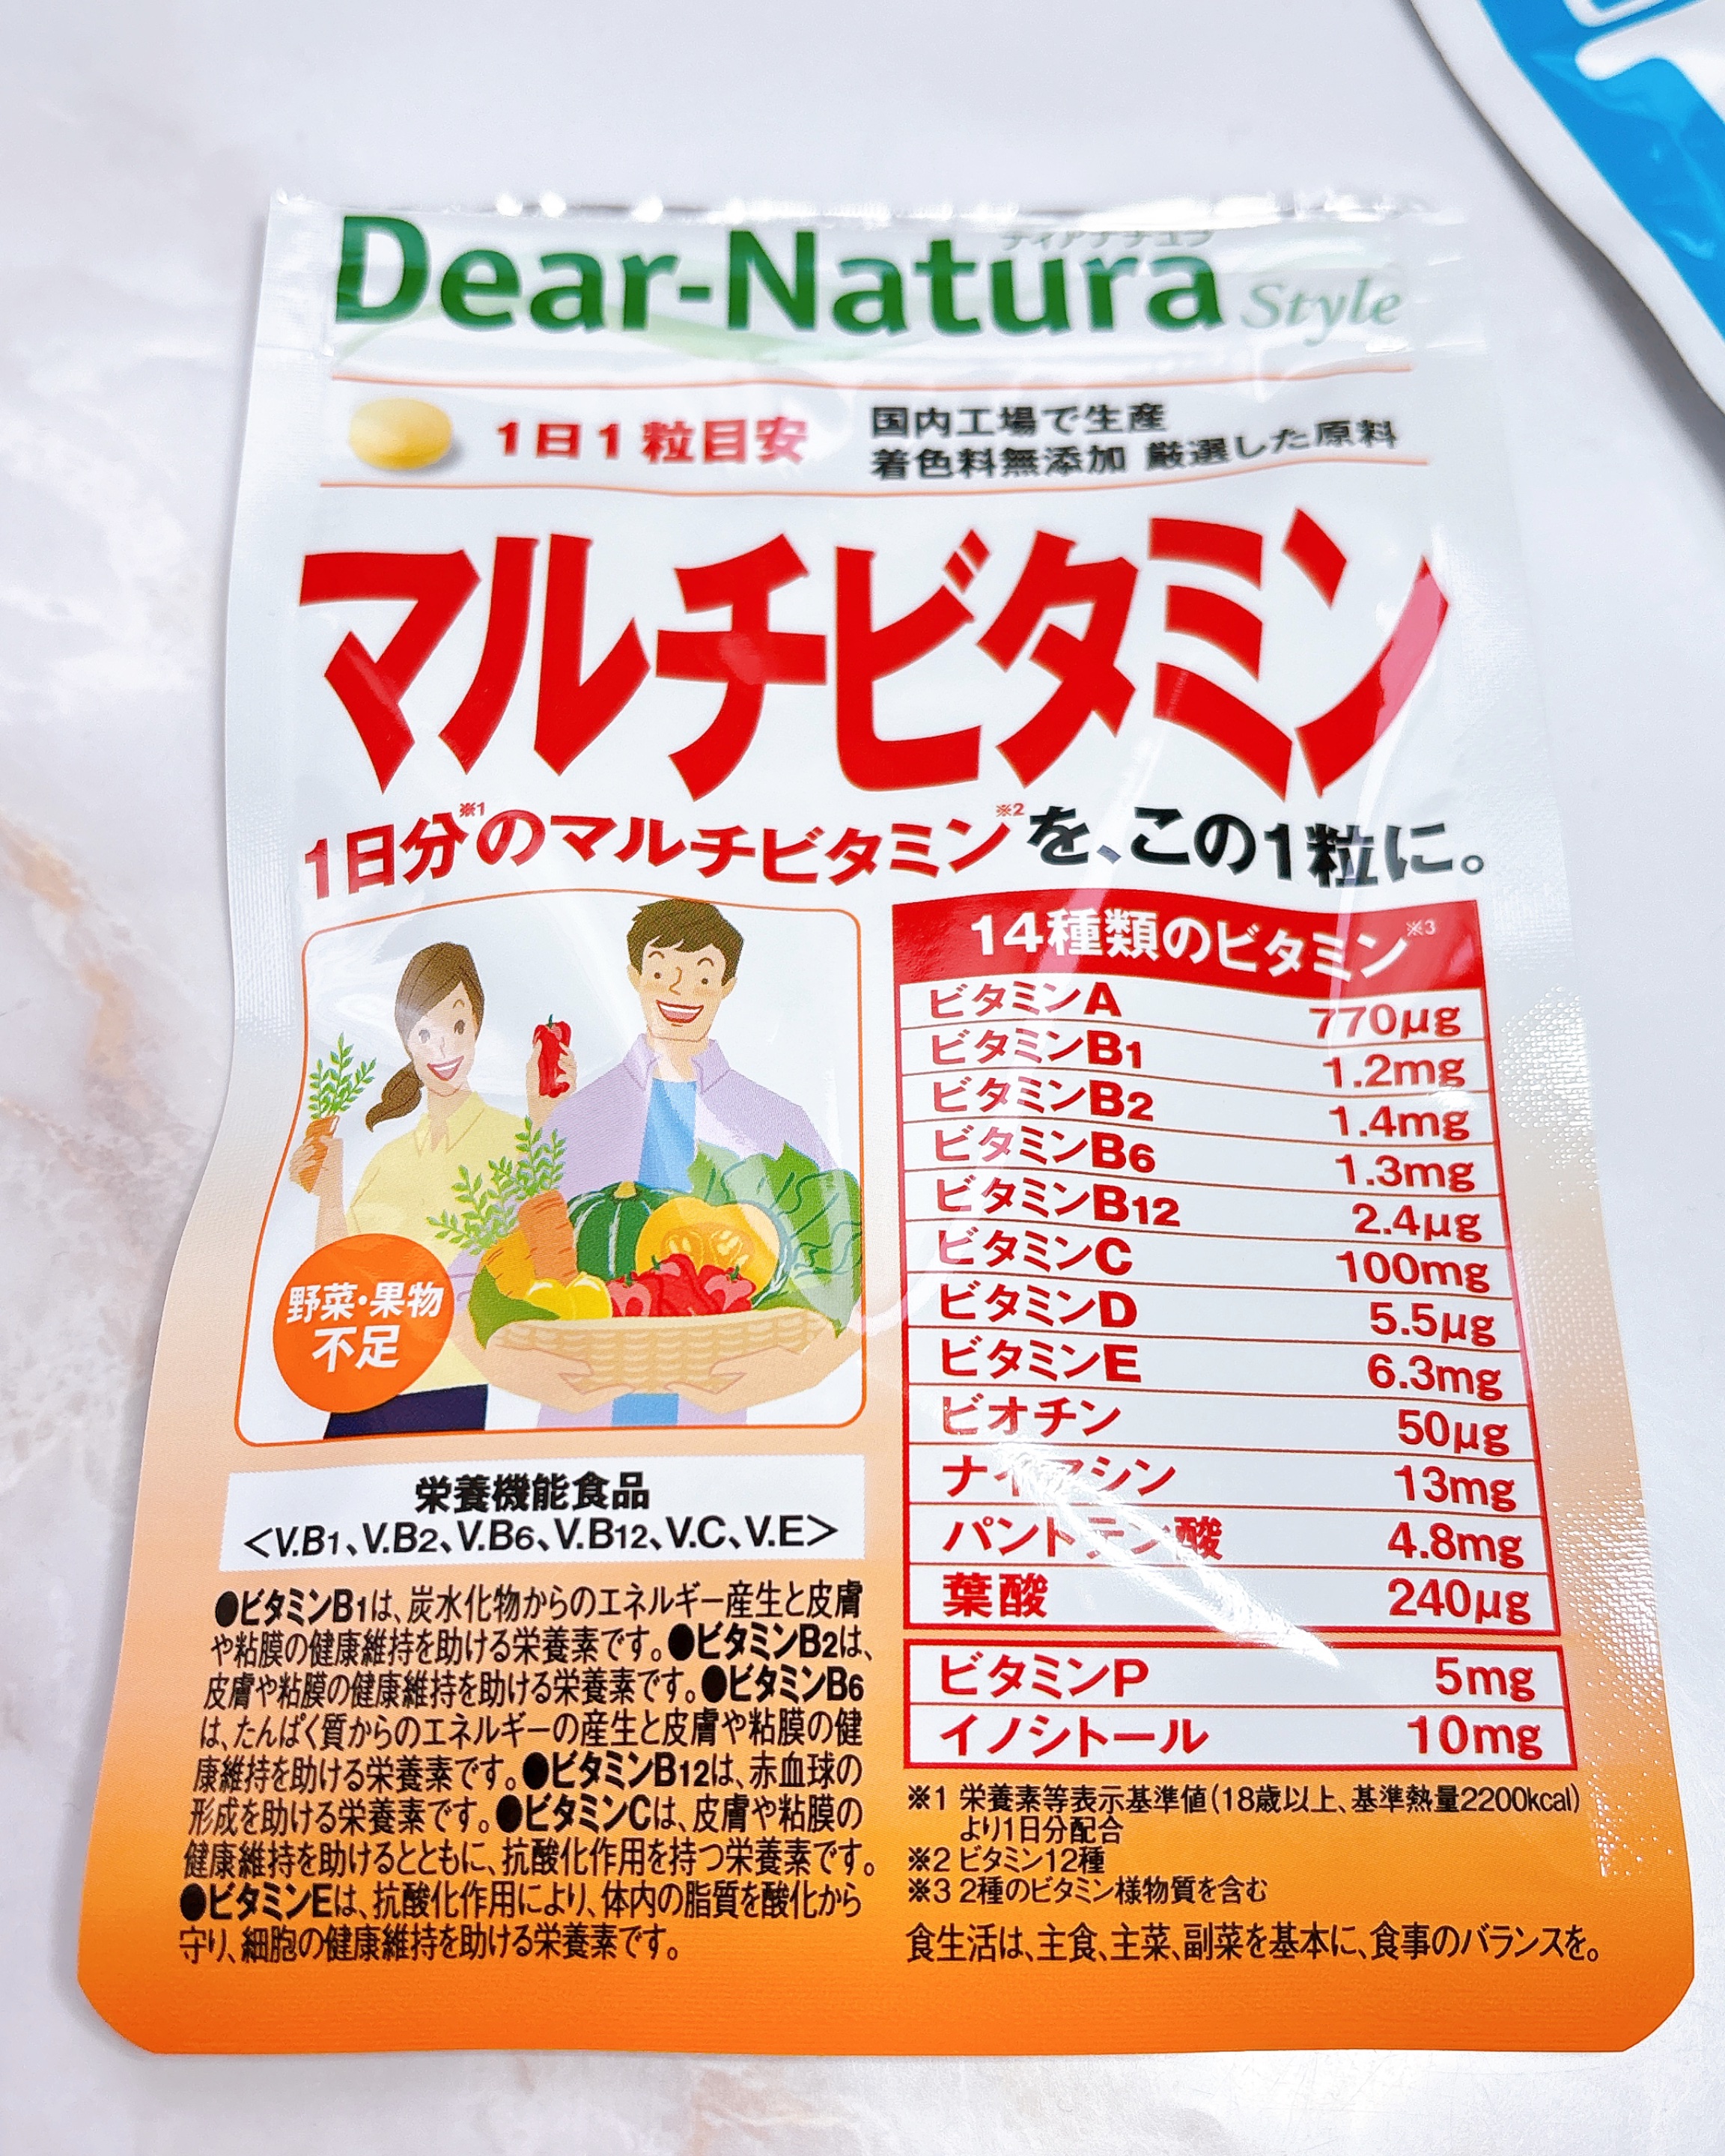 Dear-Natura Style
ディアナチュラ
1日1粒目安
国内工場で生産
着色料無添加 厳選した原料
マルチビタミン
1日分※1のマルチビタミン※2を、この1粒に。
野菜・果物
不足
栄養機能食品
＜V.B1、V.B2、V.B6、V.B12、V.C、V.E＞
●ビタミンB1は、炭水化物からのエネルギー産生と皮膚
や粘膜の健康維持を助ける栄養素です。●ビタミンB2は、
皮膚や粘膜の健康維持を助ける栄養素です。●ビタミンB6
は、たんぱく質からのエネルギーの産生と皮膚や粘膜の健
康維持を助ける栄養素です。●ビタミンB12は、赤血球の
形成を助ける栄養素です。●ビタミンCは、皮膚や粘膜の
健康維持を助けるとともに、抗酸化作用を持つ栄養素です。
●ビタミンEは、抗酸化作用により、体内の脂質を酸化から
守り、細胞の健康維持を助ける栄養素です。
14種類のビタミン※3
ビタミンA 770μg
ビタミンB1 1.2mg
ビタミンB2 1.4mg
ビタミンB6 1.3mg
ビタミンB12 2.4μg
ビタミンC 100mg
ビタミンD 5.5μg
ビタミンE 6.3mg
ビオチン 50μg
ナイアシン 13mg
パントテン酸 4.8mg
葉酸 240μg
ビタミンP 5mg
イノシトール 10mg
※1 栄養素等表示基準値（18歳以上、基準熱量2200kcal）
より1日分配合
※2 ビタミン12種
※3 2種のビタミン様物質を含む
食生活は、主食、主菜、副菜を基本に、食事のバランスを。